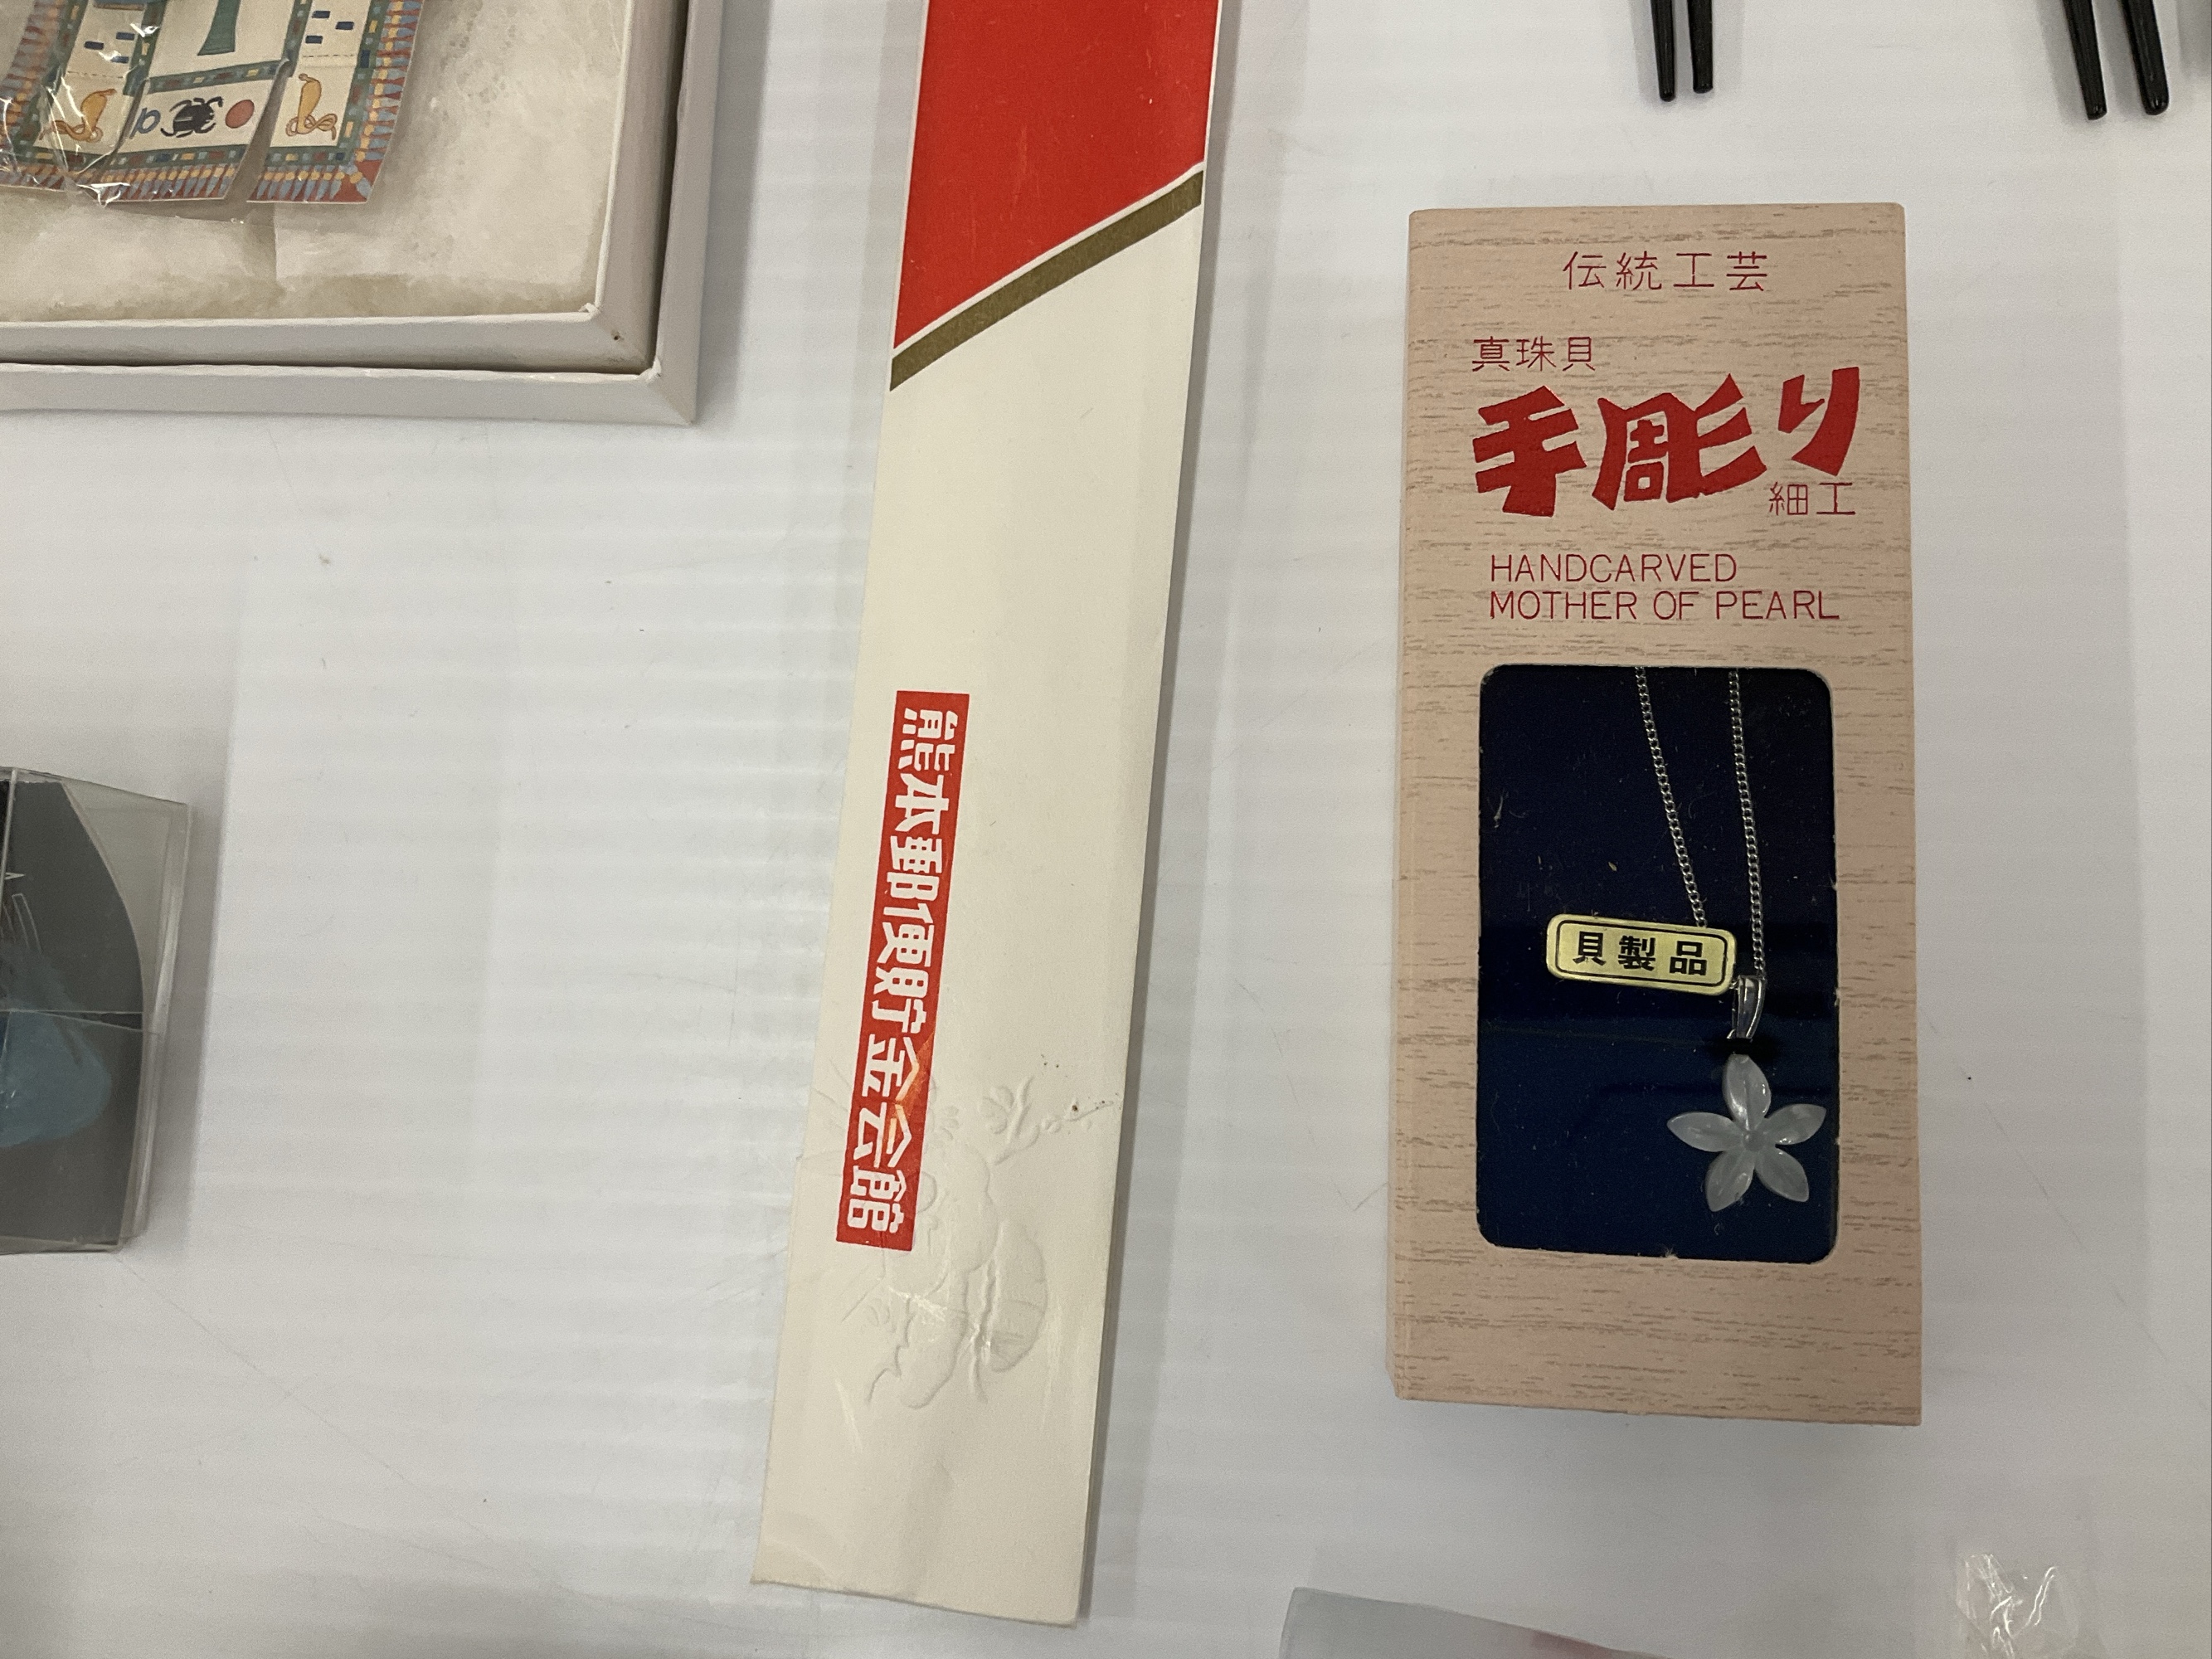 熊本郵便貯金会館
伝統工芸
真珠貝
手彫り
細工
HANDCARVED
MOTHER OF PEARL
貝製品